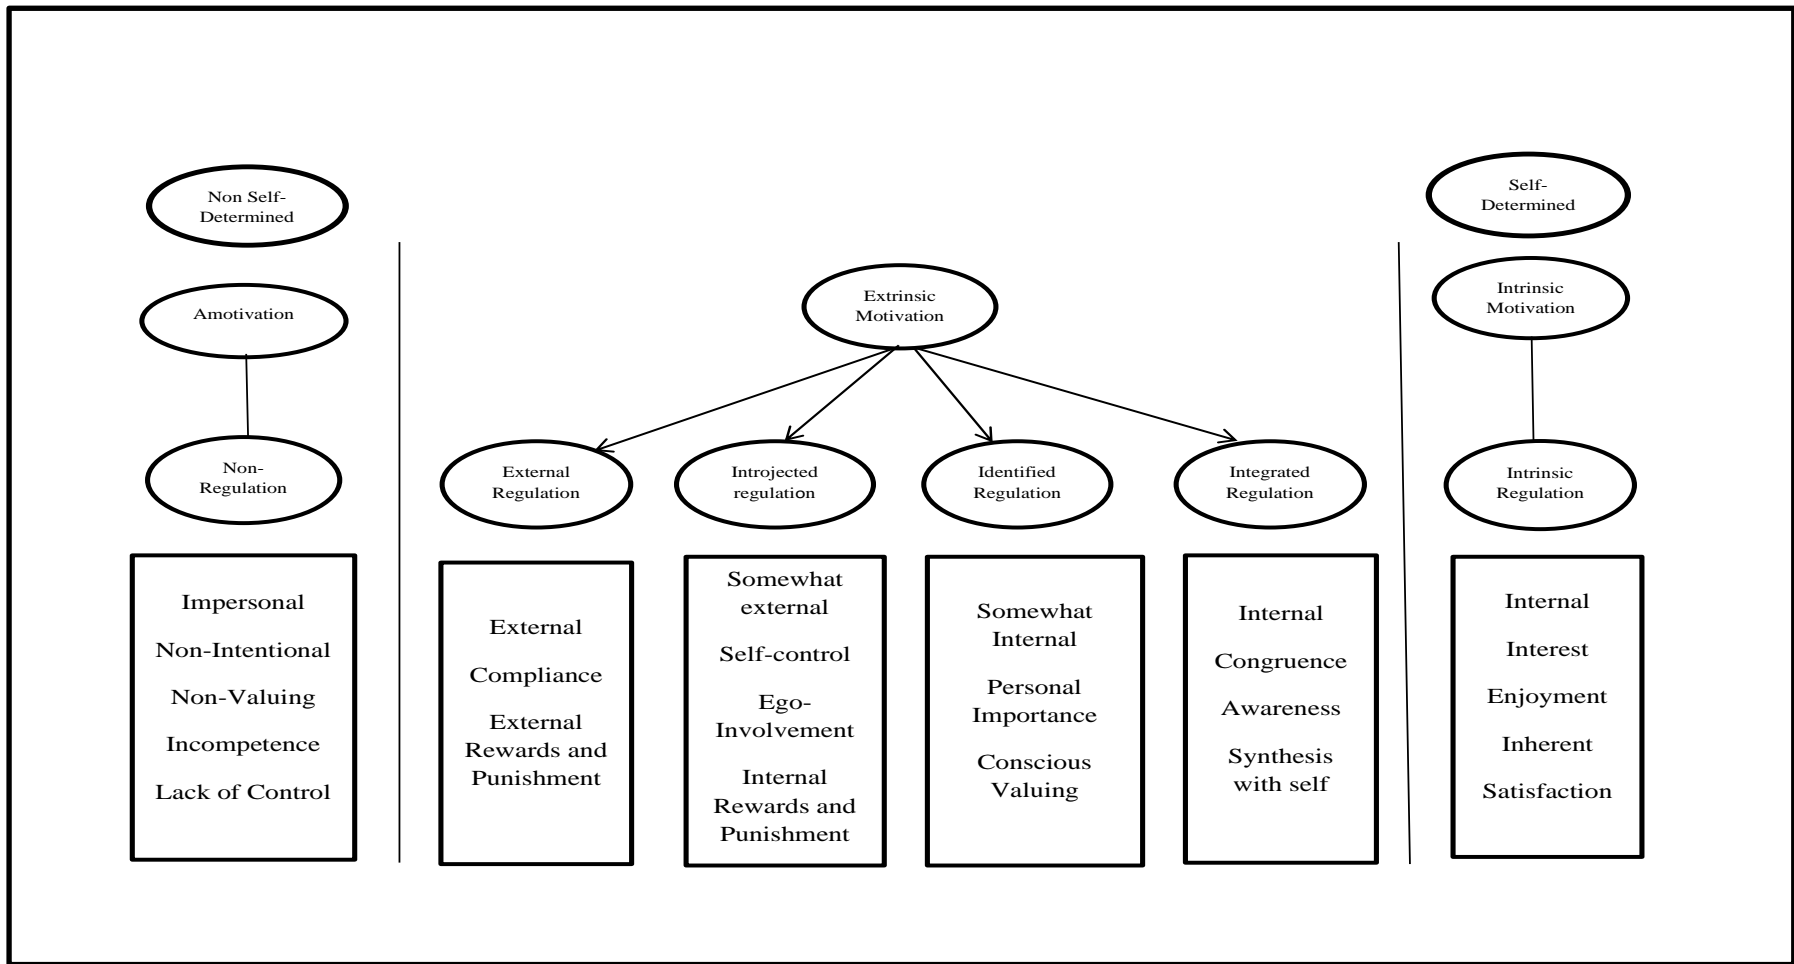 Non Self-
Determined
Self-
Determined
Amotivation
Extrinsic
Motivation
Intrinsic
Motivation
Non-
Regulation
External
Regulation
Introjected
regulation
Identified
Regulation
Integrated
Regulation
Intrinsic
Regulation
Impersonal
Non-Intentional
Non-Valuing
Incompetence
Lack of Control
External
Compliance
External
Rewards and
Punishment
Somewhat
external
Self-control
Ego-
Involvement
Internal
Rewards and
Punishment
Somewhat
Internal
Personal
Importance
Conscious
Valuing
Internal
Congruence
Awareness
Synthesis
with self
Internal
Interest
Enjoyment
Inherent
Satisfaction